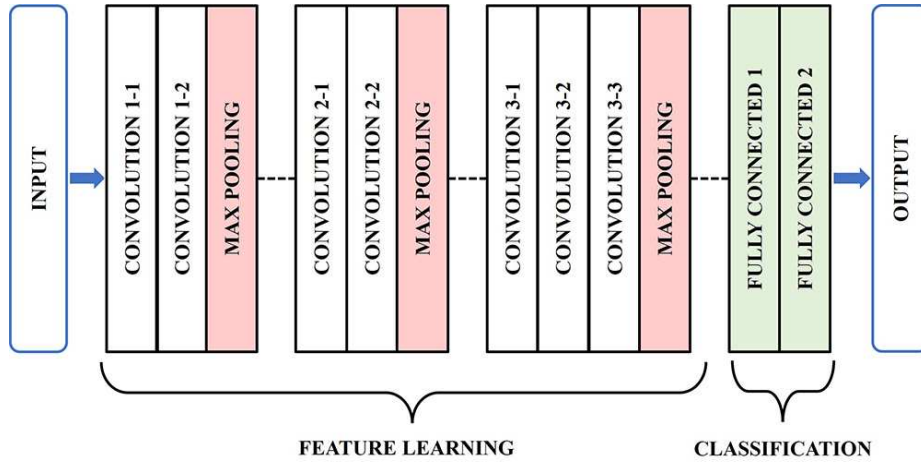 INPUT
CONVOLUTION 1-1
CONVOLUTION 1-2
MAX POOLING
CONVOLUTION 2-1
CONVOLUTION 2-2
MAX POOLING
CONVOLUTION 3-1
CONVOLUTION 3-2
CONVOLUTION 3-3
MAX POOLING
FULLY CONNECTED 1
FULLY CONNECTED 2
OUTPUT
FEATURE LEARNING
CLASSIFICATION